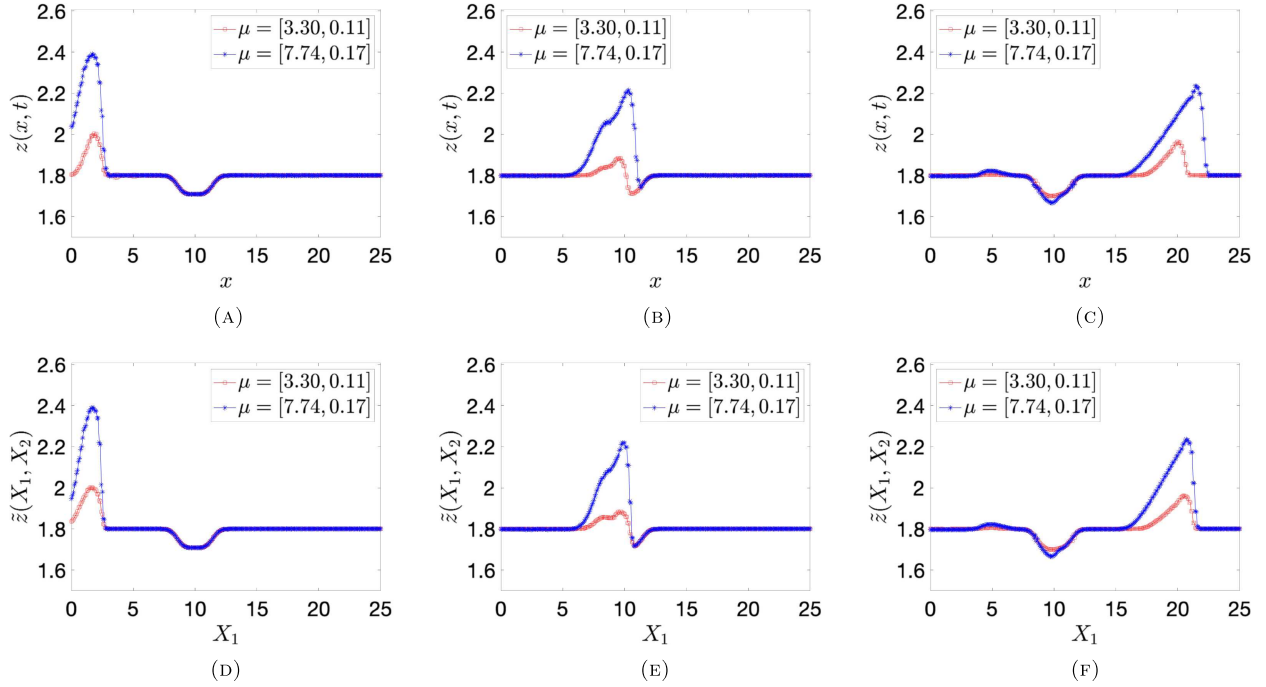 2.6
2.4
2.2
2
1.8
1.6
z(x, t)
μ = [3.30, 0.11]
μ = [7.74, 0.17]
0 5 10 15 20 25
x
(A)
2.6
2.4
2.2
2
1.8
1.6
z(x, t)
μ = [3.30, 0.11]
μ = [7.74, 0.17]
0 5 10 15 20 25
x
(B)
2.6
2.4
2.2
2
1.8
1.6
z(x, t)
μ = [3.30, 0.11]
μ = [7.74, 0.17]
0 5 10 15 20 25
x
(C)
2.6
2.4
2.2
2
1.8
1.6
z̃(X₁, X₂)
μ = [3.30, 0.11]
μ = [7.74, 0.17]
0 5 10 15 20 25
X₁
(D)
2.6
2.4
2.2
2
1.8
1.6
z̃(X₁, X₂)
μ = [3.30, 0.11]
μ = [7.74, 0.17]
0 5 10 15 20 25
X₁
(E)
2.6
2.4
2.2
2
1.8
1.6
z̃(X₁, X₂)
μ = [3.30, 0.11]
μ = [7.74, 0.17]
0 5 10 15 20 25
X₁
(F)